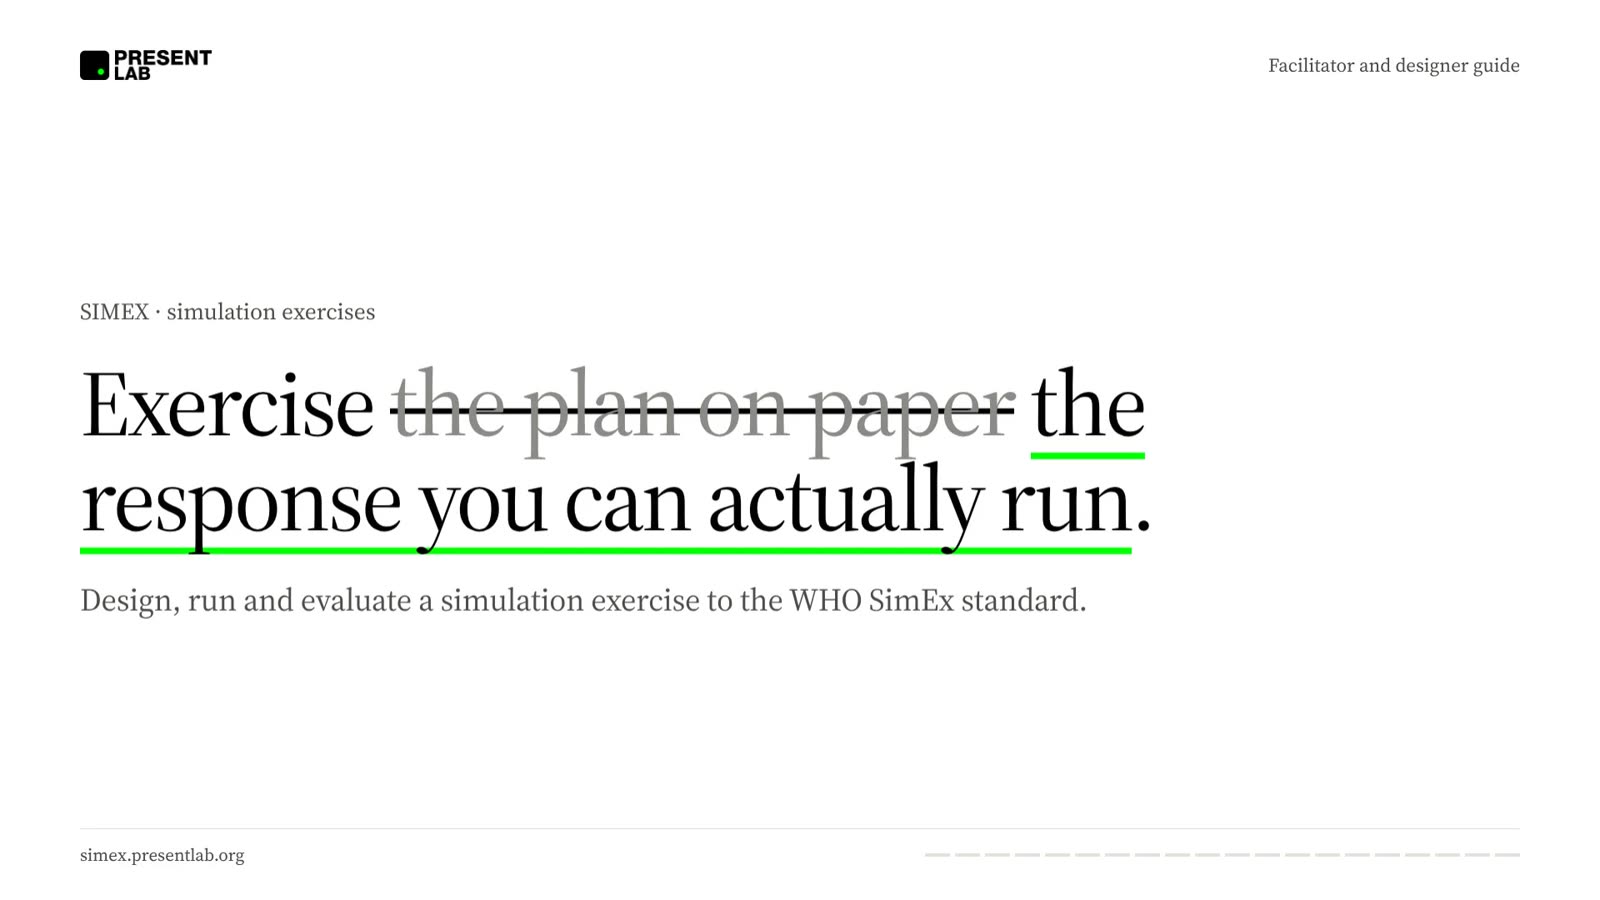 PRESENT
LAB
Facilitator and designer guide
SIMEX · simulation exercises
Exercise the plan on paper the
response you can actually run.
Design, run and evaluate a simulation exercise to the WHO SimEx standard.
simex.presentlab.org